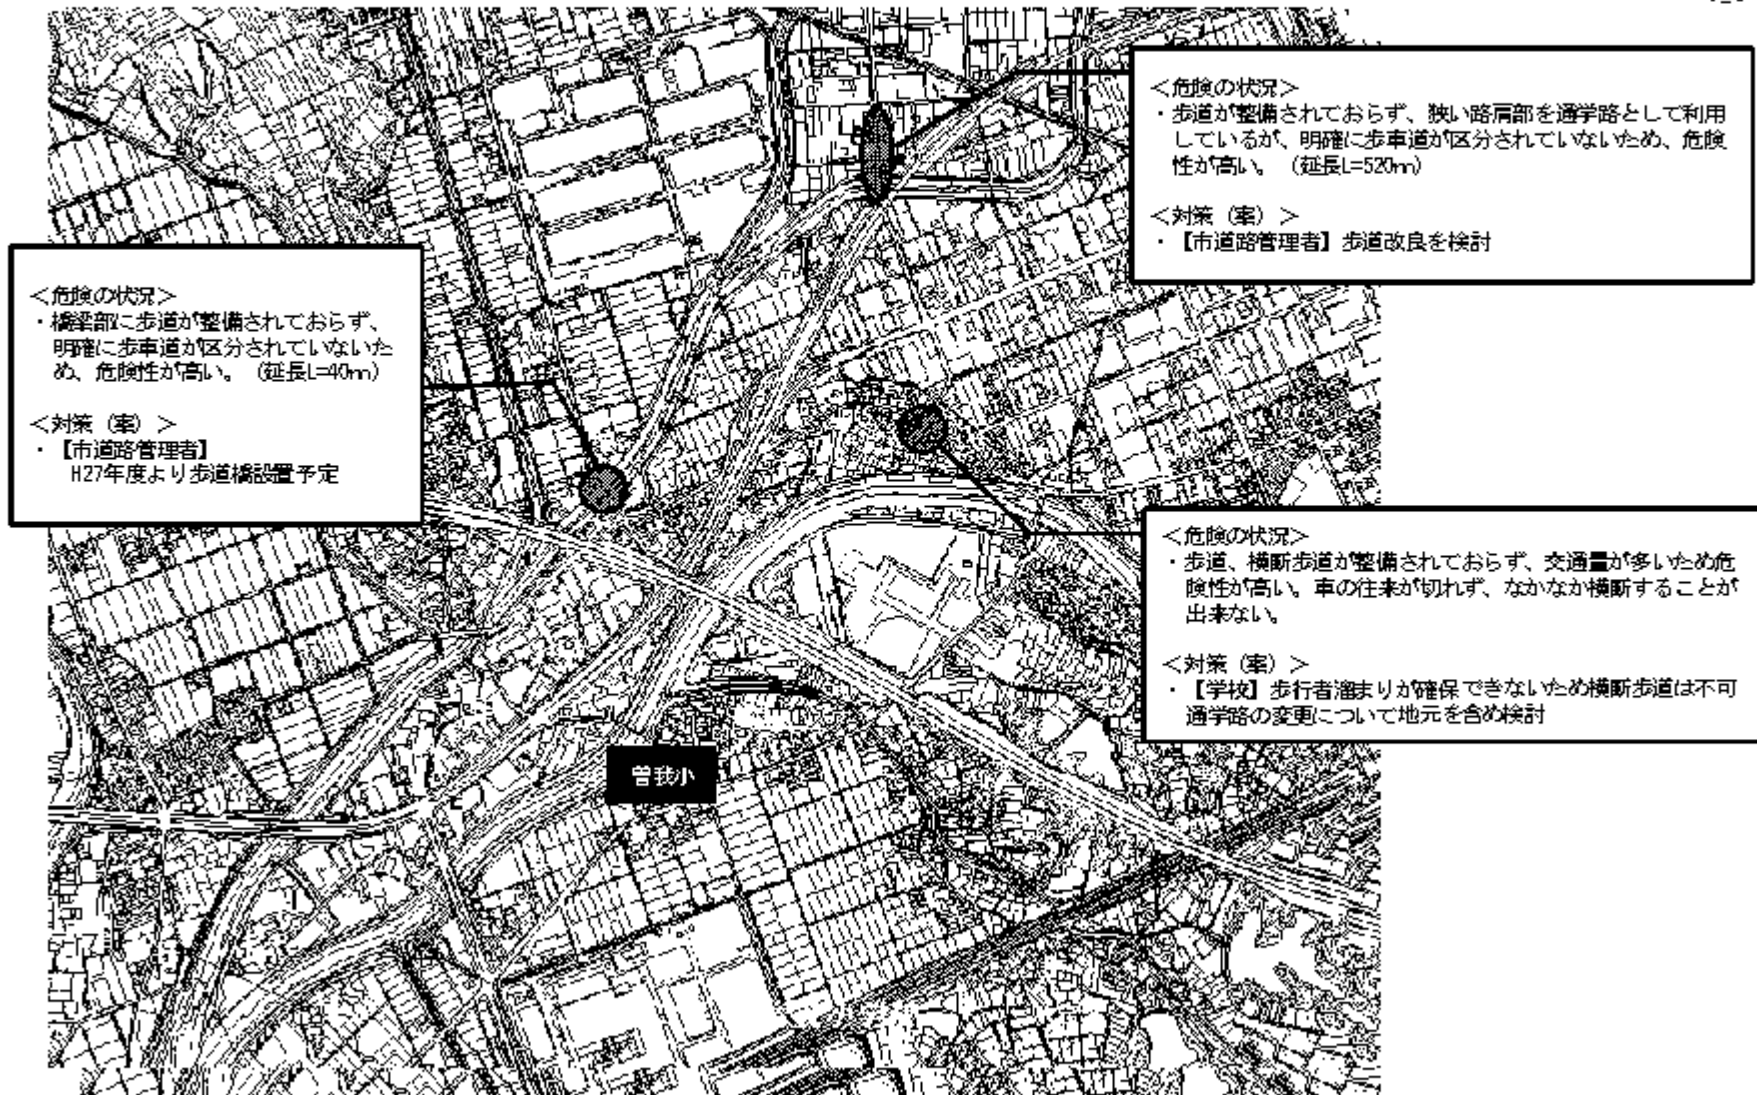 ＜危険の状況＞
・歩道が整備されておらず、狭い路肩部を通学路として利用
しているが、明確に歩車道が区分されていないため、危険
性が高い。（延長L=520m）
＜対策（案）＞
・【市道路管理者】歩道改良を検討
＜危険の状況＞
・橋梁部に歩道が整備されておらず、
明確に歩車道が区分されていないた
め、危険性が高い。（延長L=40m）
＜対策（案）＞
・【市道路管理者】
H27年度より歩道橋設置予定
＜危険の状況＞
・歩道、横断歩道が整備されておらず、交通量が多いため危
険性が高い。車の往来が切れず、なかなか横断することが
出来ない。
＜対策（案）＞
・【学校】歩行者溜まりが確保できないため横断歩道は不可
通学路の変更について地元を含め検討
曽我小